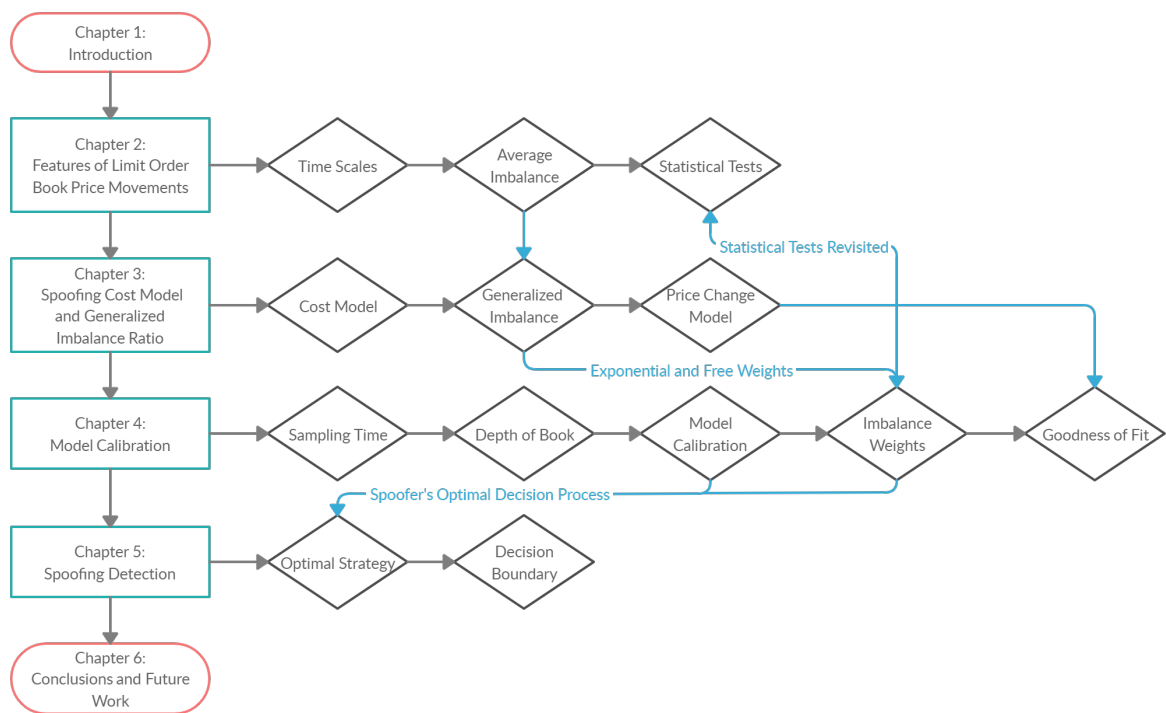 Chapter 1:
Introduction
Chapter 2:
Features of Limit Order
Book Price Movements
Time Scales
Average
Imbalance
Statistical Tests
Statistical Tests Revisited
Chapter 3:
Spoofing Cost Model
and Generalized
Imbalance Ratio
Cost Model
Generalized
Imbalance
Price Change
Model
Exponential and Free Weights
Chapter 4:
Model Calibration
Sampling Time
Depth of Book
Model
Calibration
Imbalance
Weights
Goodness of Fit
Spoofer's Optimal Decision Process
Chapter 5:
Spoofing Detection
Optimal Strategy
Decision
Boundary
Chapter 6:
Conclusions and Future
Work